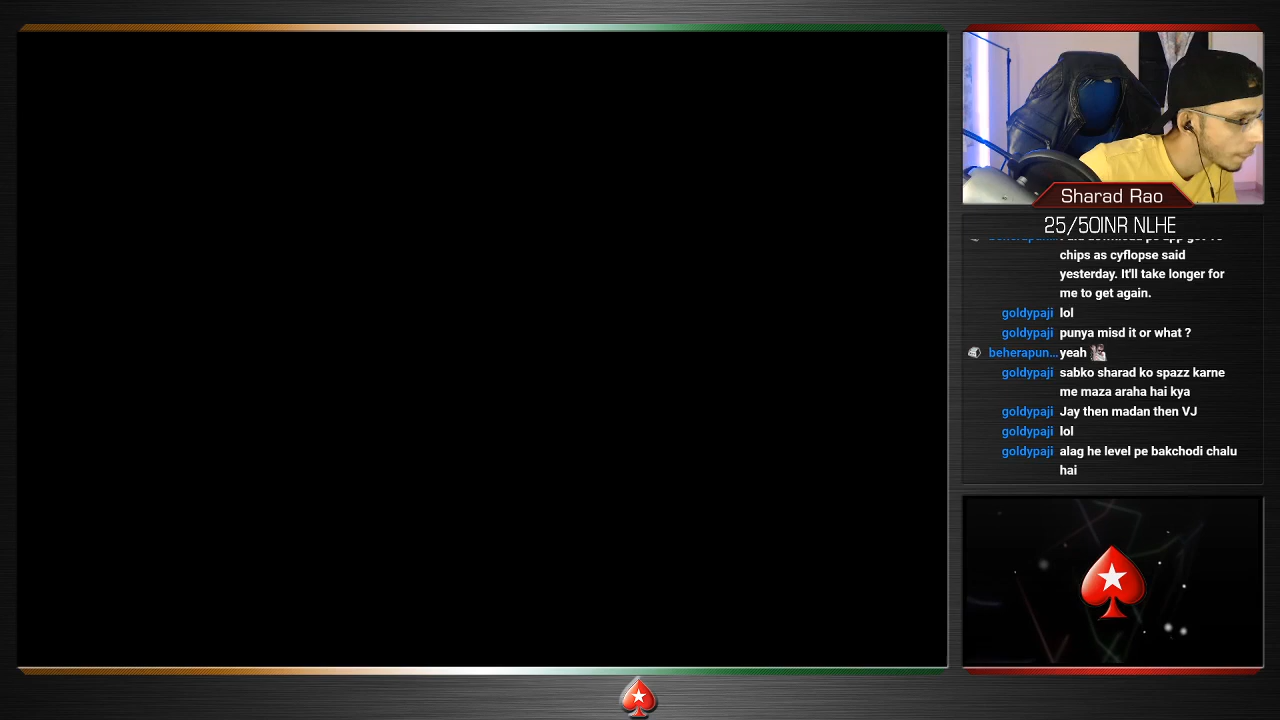 Sharad Rao
25/50INR NLHE
chips as cyflopse said
yesterday. It'll take longer for
me to get again.
goldypaji lol
goldypaji punya misd it or what ?
beherapun... yeah
goldypaji sabko sharad ko spazz karne
me maza araha hai kya
goldypaji Jay then madan then VJ
goldypaji lol
goldypaji alag he level pe bakchodi chalu
hai